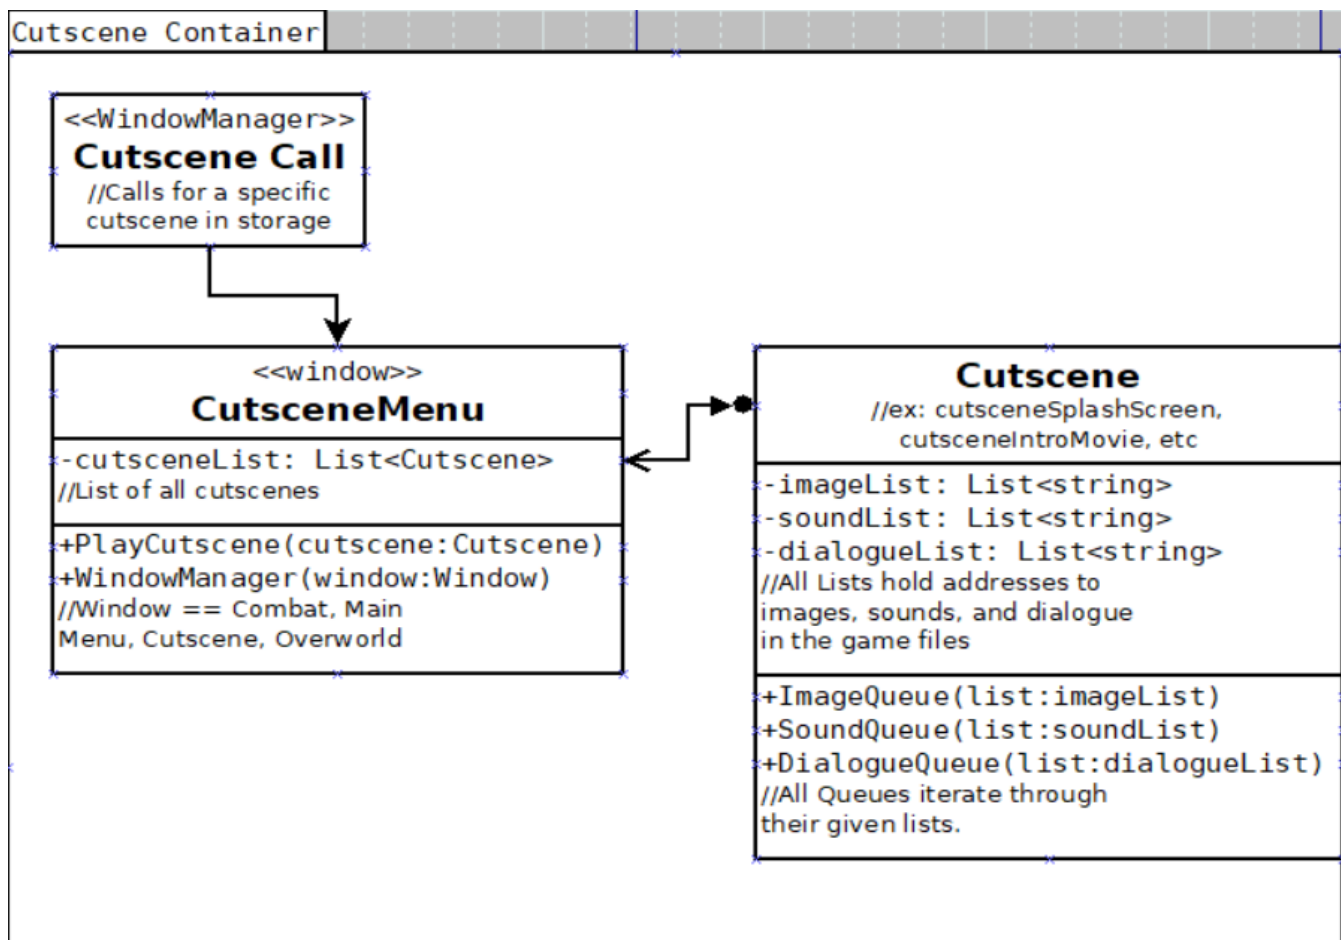 Cutscene Container
<<WindowManager>>
Cutscene Call
//Calls for a specific
cutscene in storage
<<window>>
CutsceneMenu
-cutsceneList: List<Cutscene>
//List of all cutscenes
+PlayCutscene(cutscene:Cutscene)
+WindowManager(window:Window)
//Window == Combat, Main
Menu, Cutscene, Overworld
Cutscene
//ex: cutsceneSplashScreen,
cutsceneIntroMovie, etc
-imageList: List<string>
-soundList: List<string>
-dialogueList: List<string>
//All Lists hold addresses to
images, sounds, and dialogue
in the game files
+ImageQueue(list:imageList)
+SoundQueue(list:soundList)
+DialogueQueue(list:dialogueList)
//All Queues iterate through
their given lists.